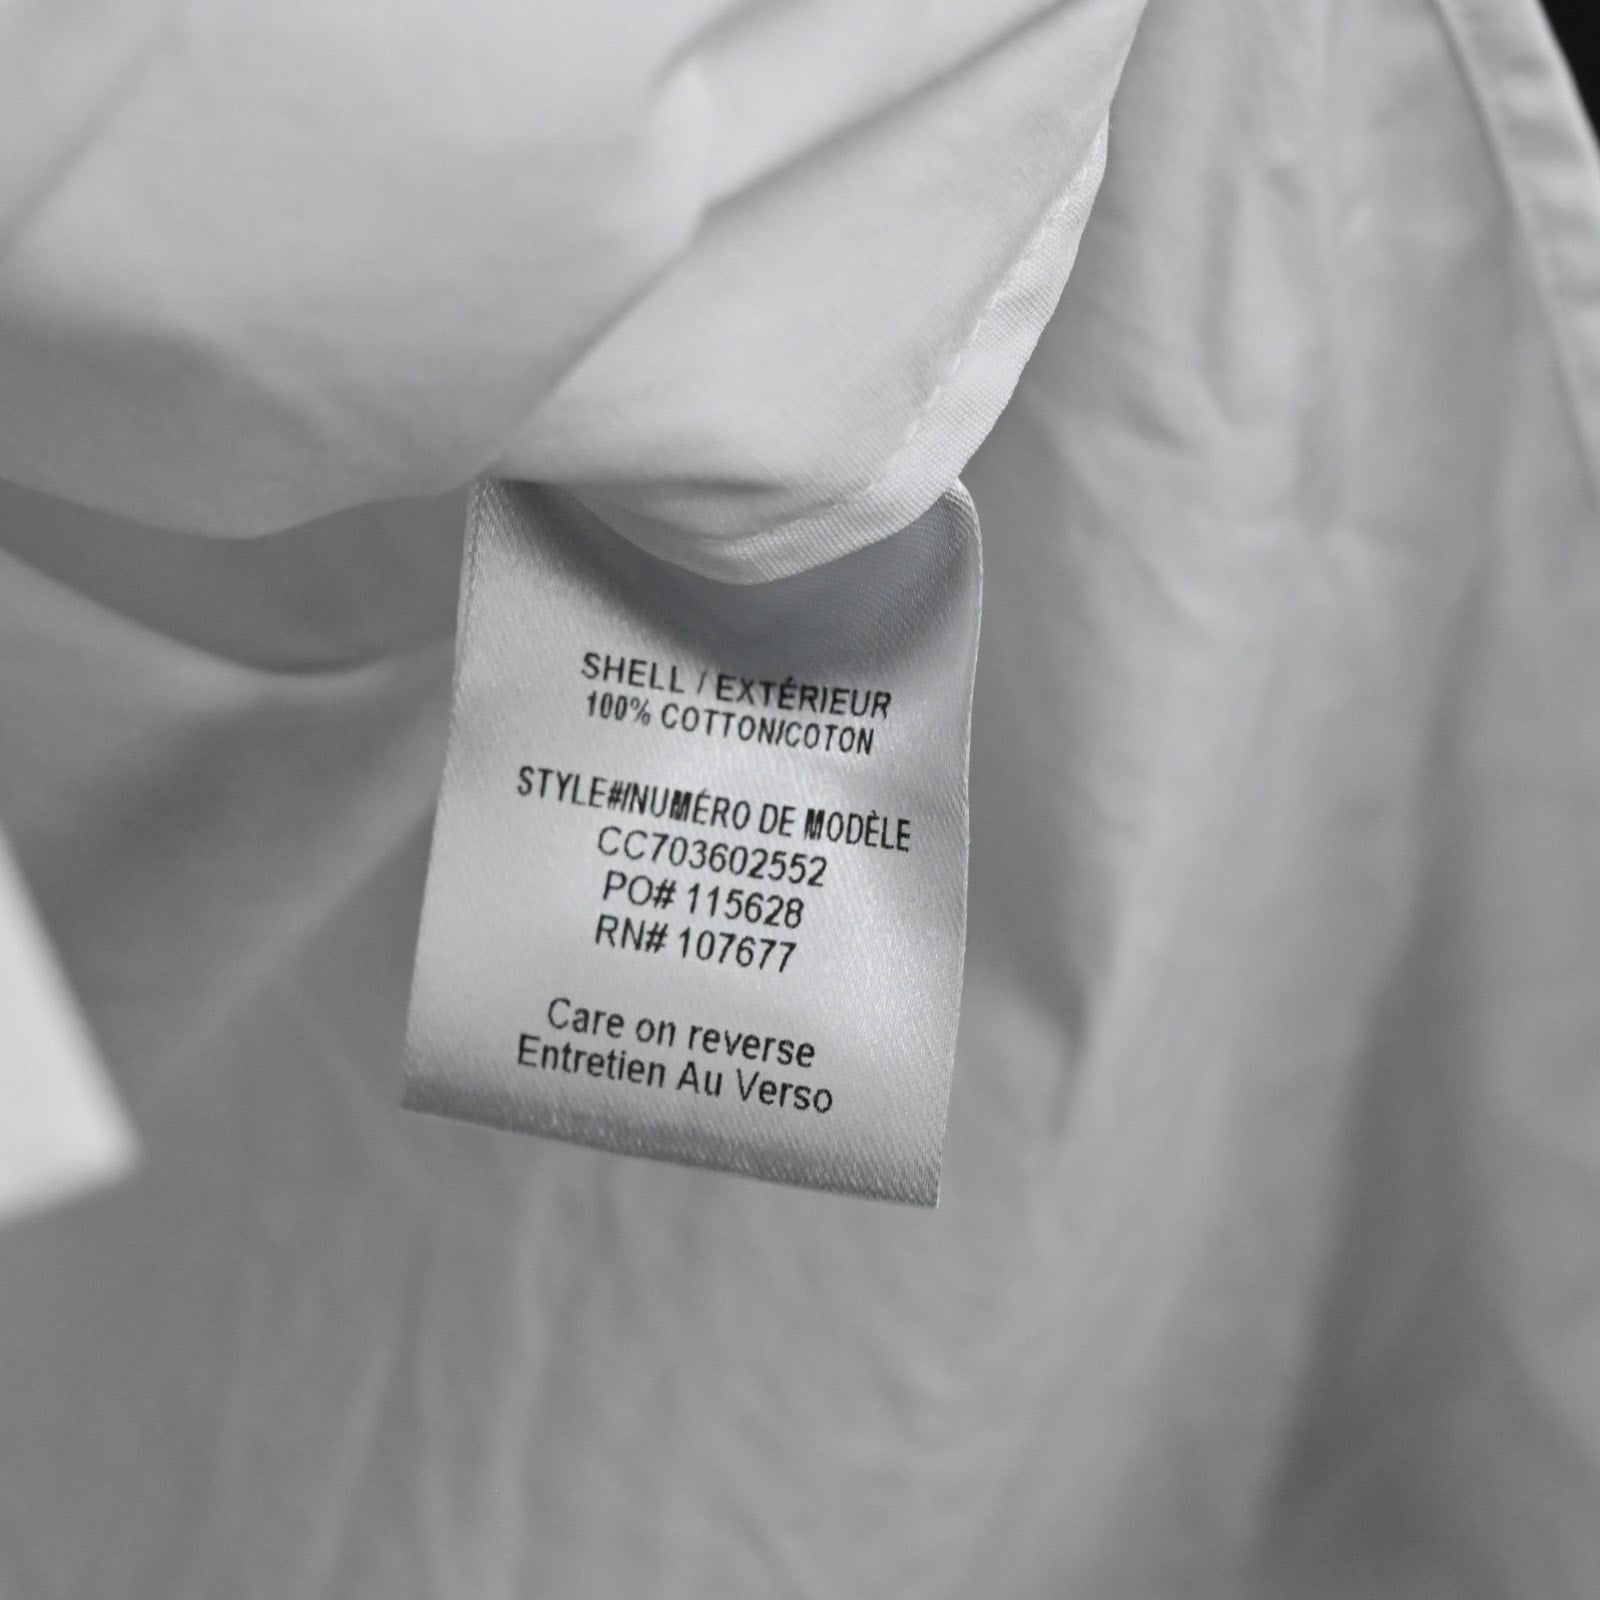 SHELL / EXTÉRIEUR
100% COTTON/COTON
STYLE#/NUMÉRO DE MODÈLE
CC703602552
PO# 115628
RN# 107677
Care on reverse
Entretien Au Verso